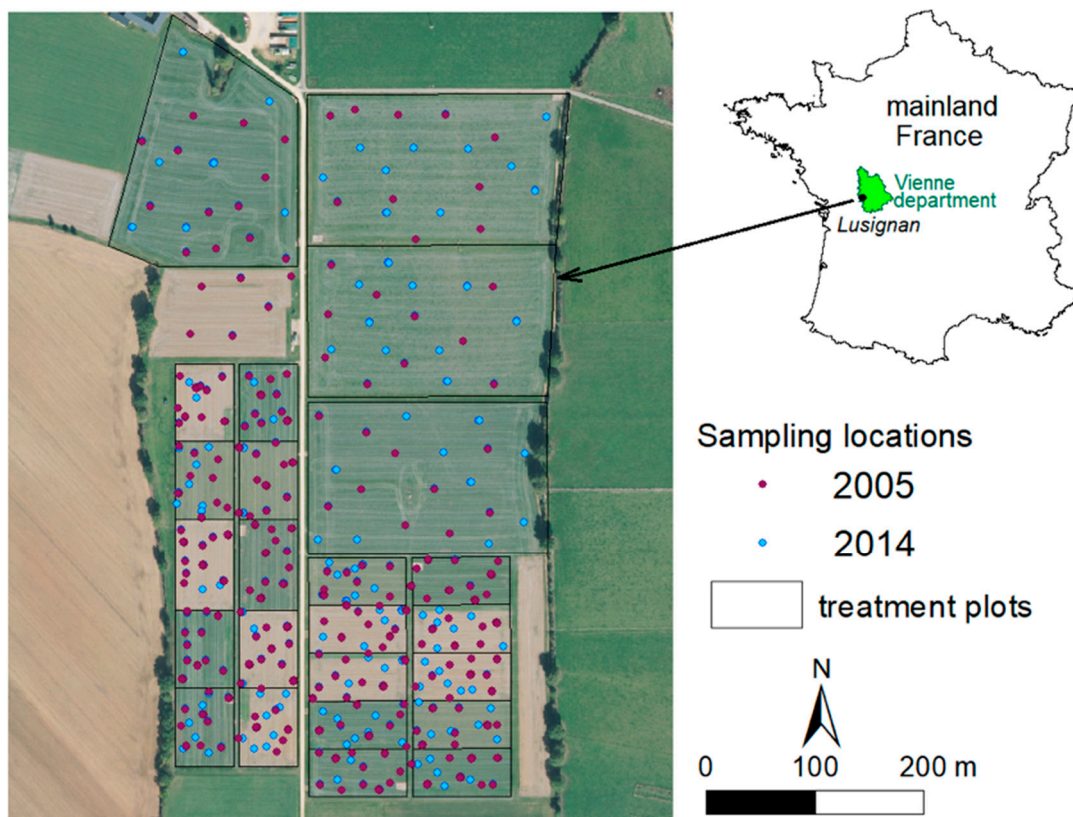 mainland
France
Vienne
department
Lusignan
Sampling locations
2005
2014
treatment plots
N
0 100 200 m